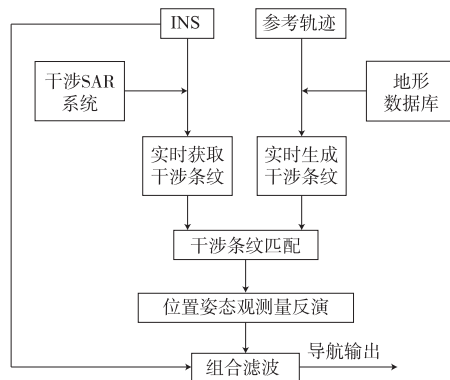 INS
参考轨迹
干涉SAR
系统
地形
数据库
实时获取
干涉条纹
实时生成
干涉条纹
干涉条纹匹配
位置姿态观测量反演
组合滤波
导航输出